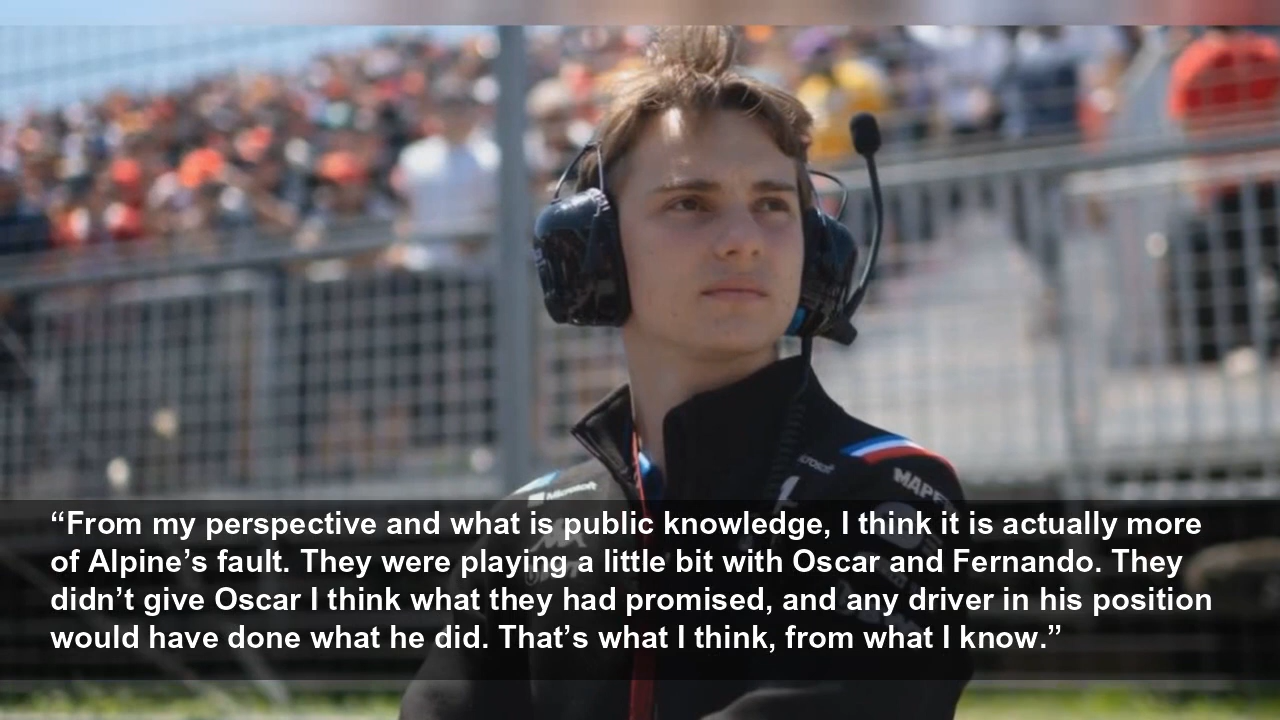 Microsoft
MAPFRE
“From my perspective and what is public knowledge, I think it is actually more
of Alpine’s fault. They were playing a little bit with Oscar and Fernando. They
didn’t give Oscar I think what they had promised, and any driver in his position
would have done what he did. That’s what I think, from what I know.”